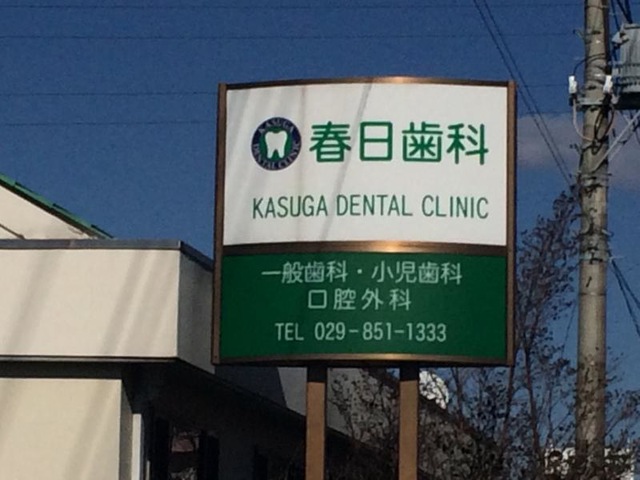 KASUGA DENTAL CLINIC
春日歯科
KASUGA DENTAL CLINIC
一般歯科・小児歯科
口腔外科
TEL 029-851-1333